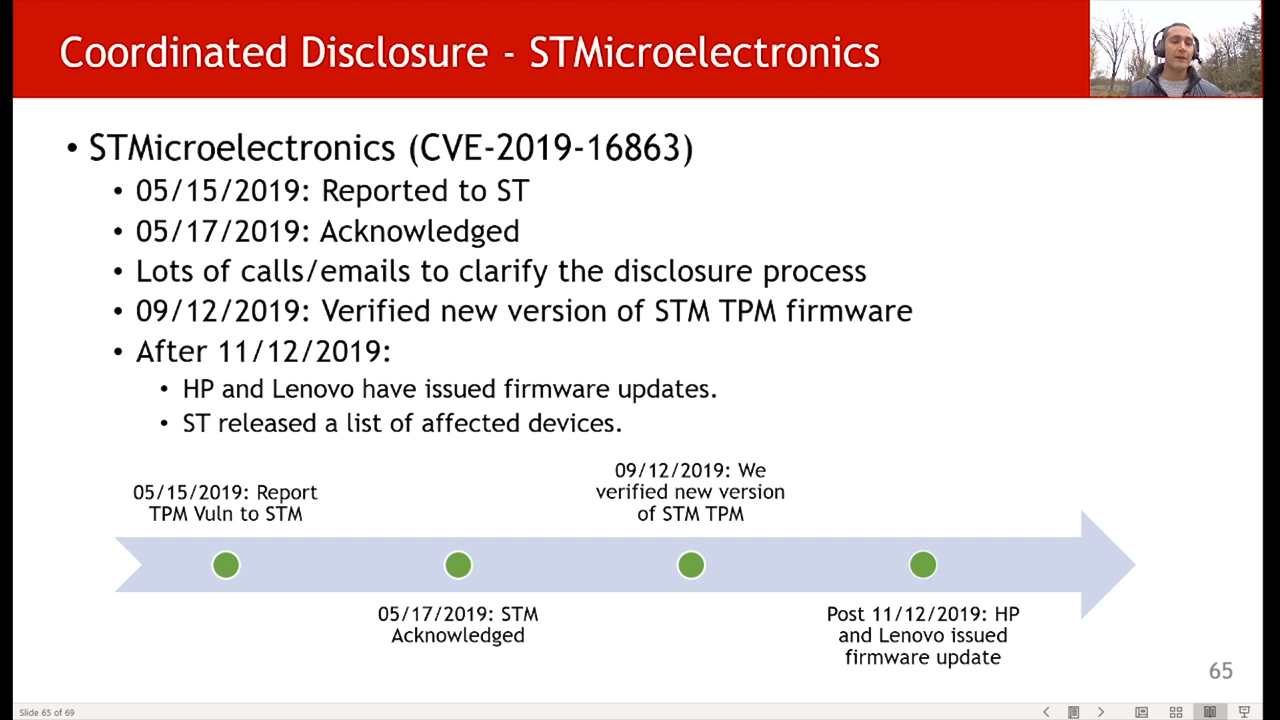 Coordinated Disclosure - STMicroelectronics
• STMicroelectronics (CVE-2019-16863)
• 05/15/2019: Reported to ST
• 05/17/2019: Acknowledged
• Lots of calls/emails to clarify the disclosure process
• 09/12/2019: Verified new version of STM TPM firmware
• After 11/12/2019:
• HP and Lenovo have issued firmware updates.
• ST released a list of affected devices.
05/15/2019: Report
TPM Vuln to STM
05/17/2019: STM
Acknowledged
09/12/2019: We
verified new version
of STM TPM
Post 11/12/2019: HP
and Lenovo issued
firmware update
65
Slide 65 of 69